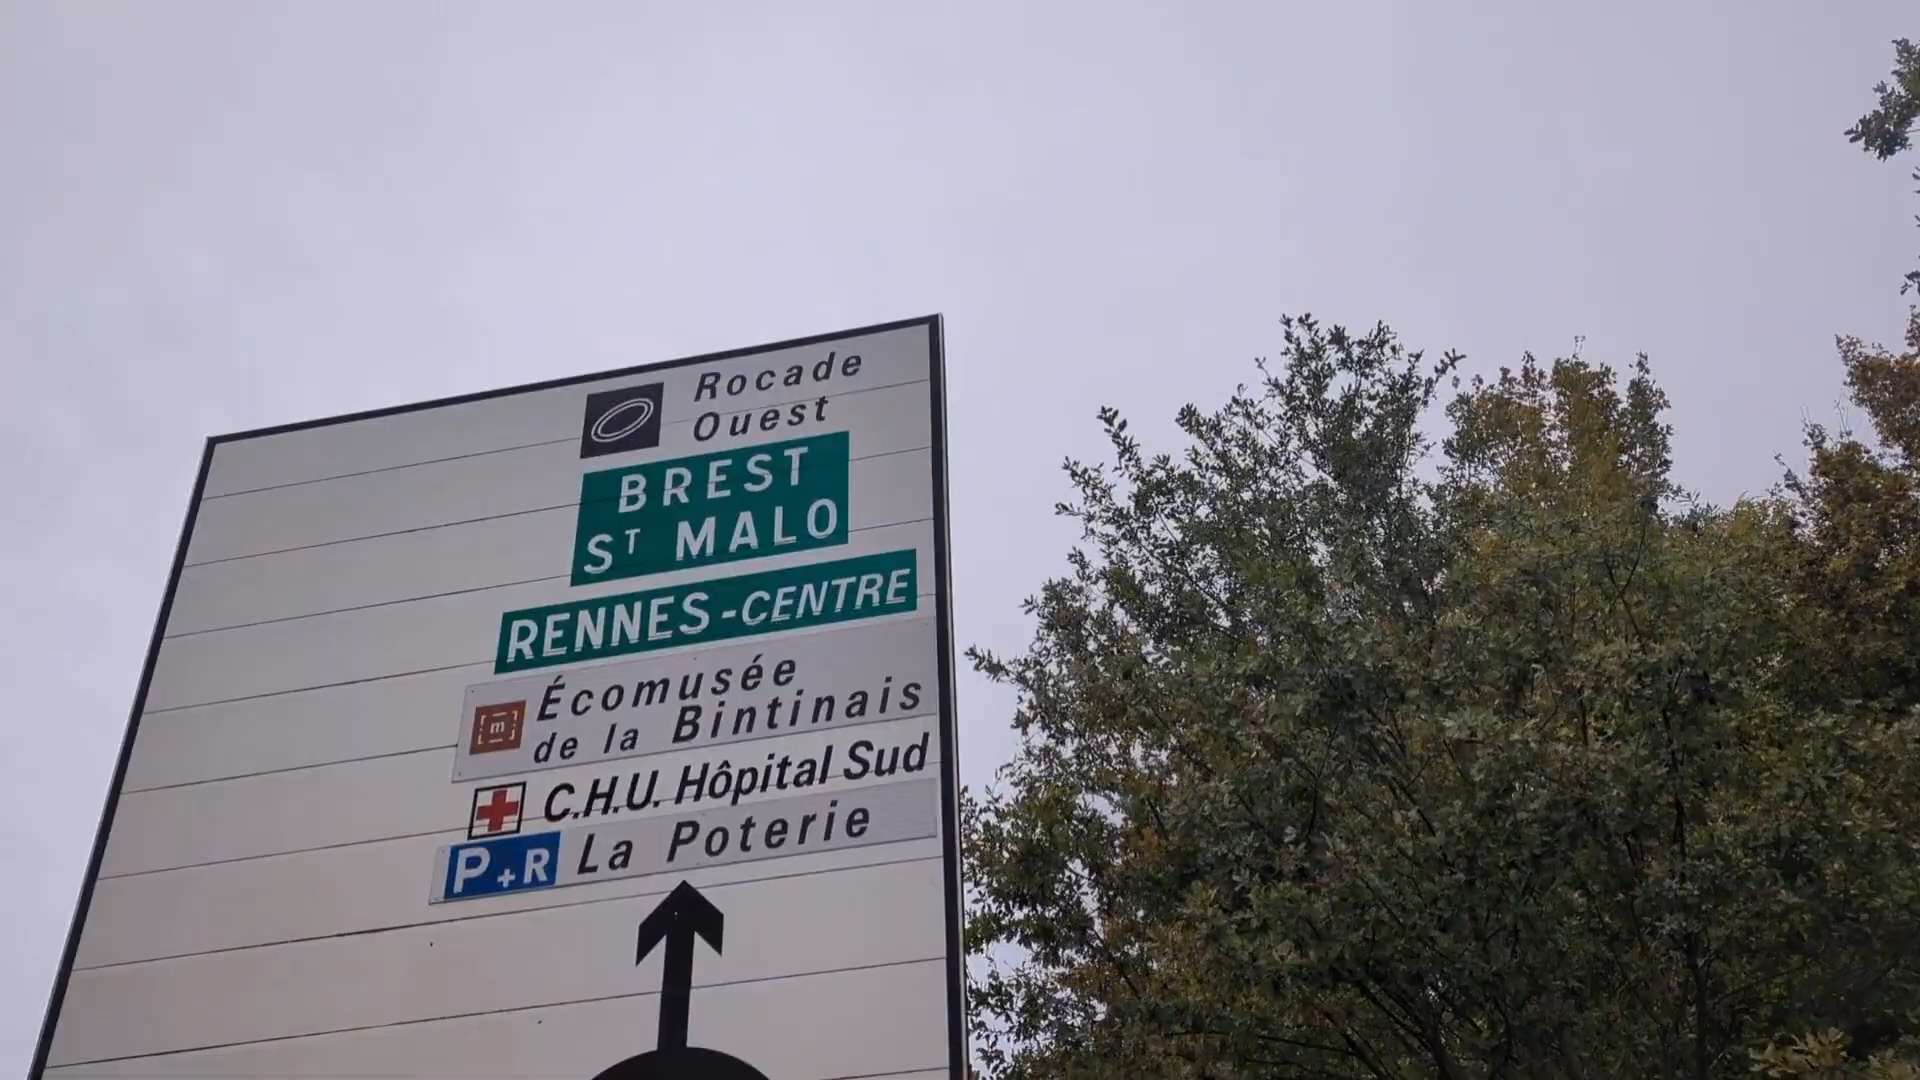 Rocade
Ouest
BREST
ST MALO
RENNES-CENTRE
Écomusée
de la Bintinais
m
C.H.U. Hôpital Sud
P+R La Poterie